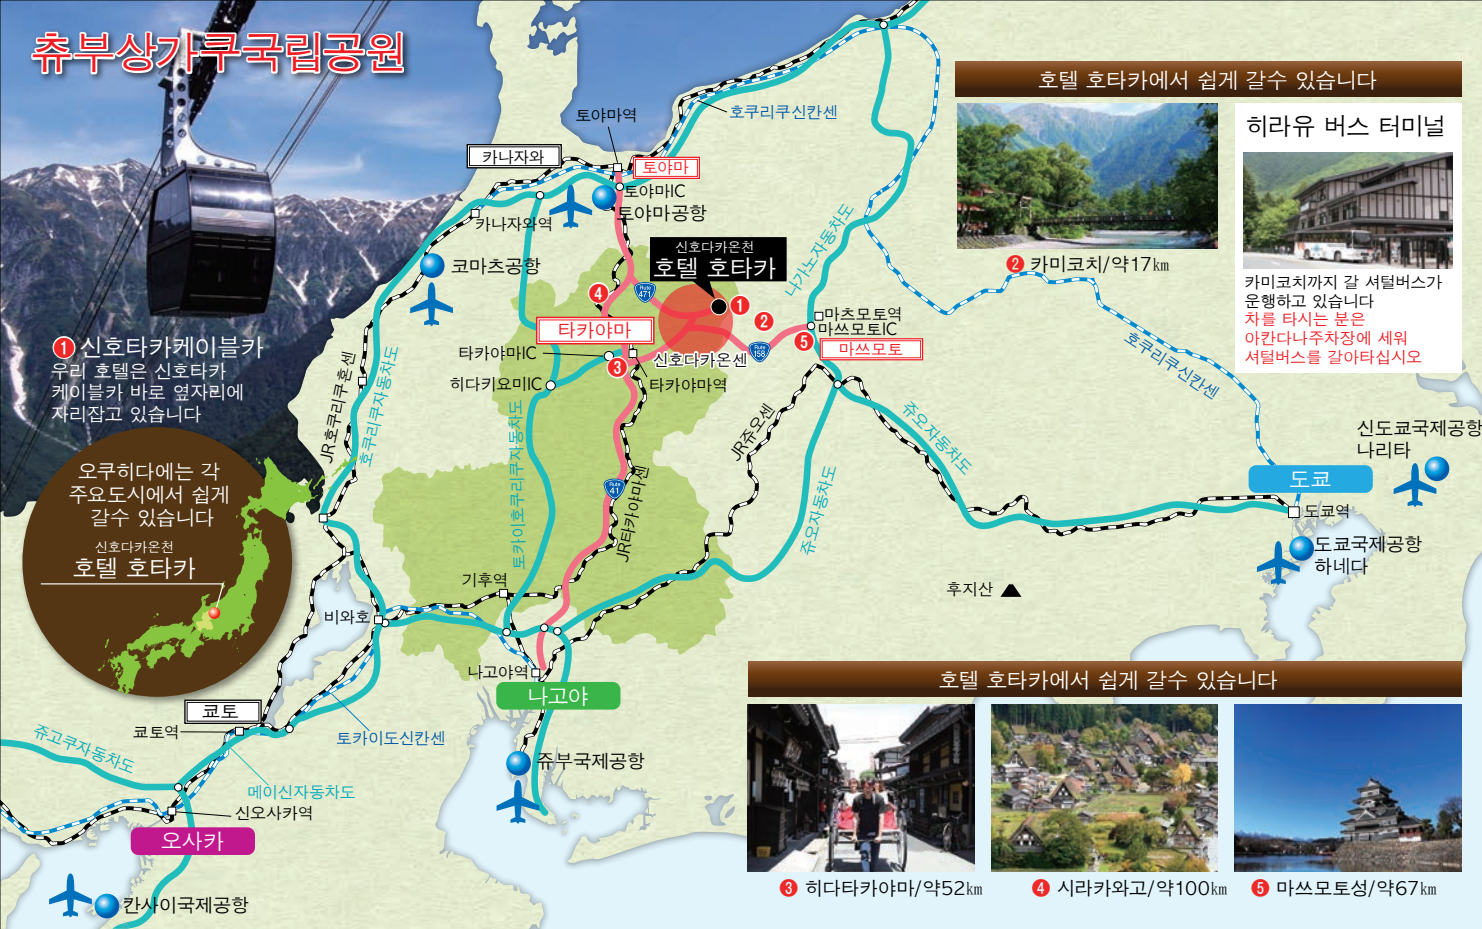 츄부상가쿠국립공원
❶ 신호타카케이블카
우리 호텔은 신호타카
케이블카 바로 옆자리에
자리잡고 있습니다
오쿠히다에는 각
주요도시에서 쉽게
갈수 있습니다
신호다카온천
호텔 호타카
토야마역
카나자와
토야마
토야마IC
토야마공항
카나자와역
코마츠공항
호쿠리쿠신칸센
신호다카온천
호텔 호타카
나가노자동차도
❹
Route
471
❶
❷
마츠모토역
마쓰모토IC
타카야마
❺
마쓰모토
Route
158
타카야마IC
신호다카온센
❸
히다키요미IC
타카야마역
JR호쿠리쿠혼센
호쿠리쿠자동차도
토카이호쿠리쿠자동차도
Route
41
JR타카야마센
JR쥬오센
쥬오자동차도
쥬오자동차도
호쿠리쿠신칸센
신도쿄국제공항
나리타
도쿄
도쿄역
도쿄국제공항
하네다
후지산
기후역
비와호
나고야역
나고야
쥬부국제공항
쿄토
쿄토역
토카이도신칸센
쥬고쿠자동차도
메이신자동차도
신오사카역
오사카
칸사이국제공항
호텔 호타카에서 쉽게 갈수 있습니다
❷ 카미코치/약17km
히라유 버스 터미널
카미코치까지 갈 셔털버스가
운행하고 있습니다
차를 타시는 분은
아칸다나주차장에 세워
셔털버스를 갈아타십시오
호텔 호타카에서 쉽게 갈수 있습니다
❸ 히다타카야마/약52km
❹ 시라카와고/약100km
❺ 마쓰모토성/약67km